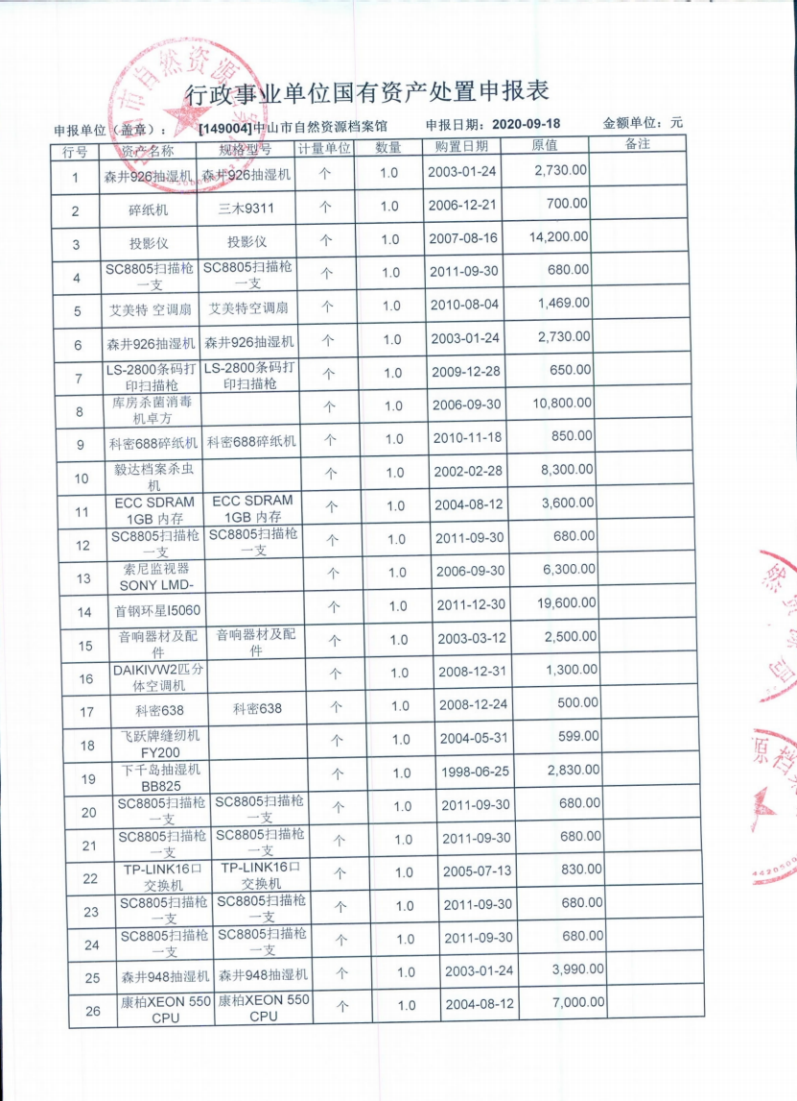 行政事业单位国有资产处置申报表
申报单位（盖章）： [149004]中山市自然资源档案馆 申报日期：2020-09-18 金额单位：元
行号 资产名称 规格型号 计量单位 数量 购置日期 原值 备注
1 森井926抽湿机 森井926抽湿机 个 1.0 2003-01-24 2,730.00
2 碎纸机 三木9311 个 1.0 2006-12-21 700.00
3 投影仪 投影仪 个 1.0 2007-08-16 14,200.00
4 SC8805扫描枪一支 SC8805扫描枪一支 个 1.0 2011-09-30 680.00
5 艾美特 空调扇 艾美特空调扇 个 1.0 2010-08-04 1,469.00
6 森井926抽湿机 森井926抽湿机 个 1.0 2003-01-24 2,730.00
7 LS-2800条码打印扫描枪 LS-2800条码打印扫描枪 个 1.0 2009-12-28 650.00
8 库房杀菌消毒机卓方 个 1.0 2006-09-30 10,800.00
9 科密688碎纸机 科密688碎纸机 个 1.0 2010-11-18 850.00
10 毅达档案杀虫机 个 1.0 2002-02-28 8,300.00
11 ECC SDRAM 1GB 内存 ECC SDRAM 1GB 内存 个 1.0 2004-08-12 3,600.00
12 SC8805扫描枪一支 SC8805扫描枪一支 个 1.0 2011-09-30 680.00
13 索尼监视器 SONY LMD- 个 1.0 2006-09-30 6,300.00
14 首钢环星I5060 个 1.0 2011-12-30 19,600.00
15 音响器材及配件 音响器材及配件 个 1.0 2003-03-12 2,500.00
16 DAIKIVW2匹分体空调机 个 1.0 2008-12-31 1,300.00
17 科密638 科密638 个 1.0 2008-12-24 500.00
18 飞跃牌缝纫机 FY200 个 1.0 2004-05-31 599.00
19 下千岛抽湿机 BB825 个 1.0 1998-06-25 2,830.00
20 SC8805扫描枪一支 SC8805扫描枪一支 个 1.0 2011-09-30 680.00
21 SC8805扫描枪一支 SC8805扫描枪一支 个 1.0 2011-09-30 680.00
22 TP-LINK16口交换机 TP-LINK16口交换机 个 1.0 2005-07-13 830.00
23 SC8805扫描枪一支 SC8805扫描枪一支 个 1.0 2011-09-30 680.00
24 SC8805扫描枪一支 SC8805扫描枪一支 个 1.0 2011-09-30 680.00
25 森井948抽湿机 森井948抽湿机 个 1.0 2003-01-24 3,990.00
26 康柏XEON 550 CPU 康柏XEON 550 CPU 个 1.0 2004-08-12 7,000.00